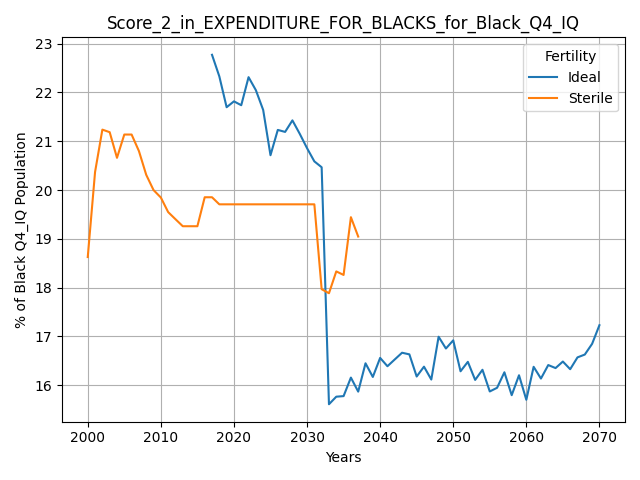 Score_2_in_EXPENDITURE_FOR_BLACKS_for_Black_Q4_IQ
Fertility
Ideal
Sterile
% of Black Q4_IQ Population
23
22
21
20
19
18
17
16
2000
2010
2020
2030
2040
2050
2060
2070
Years